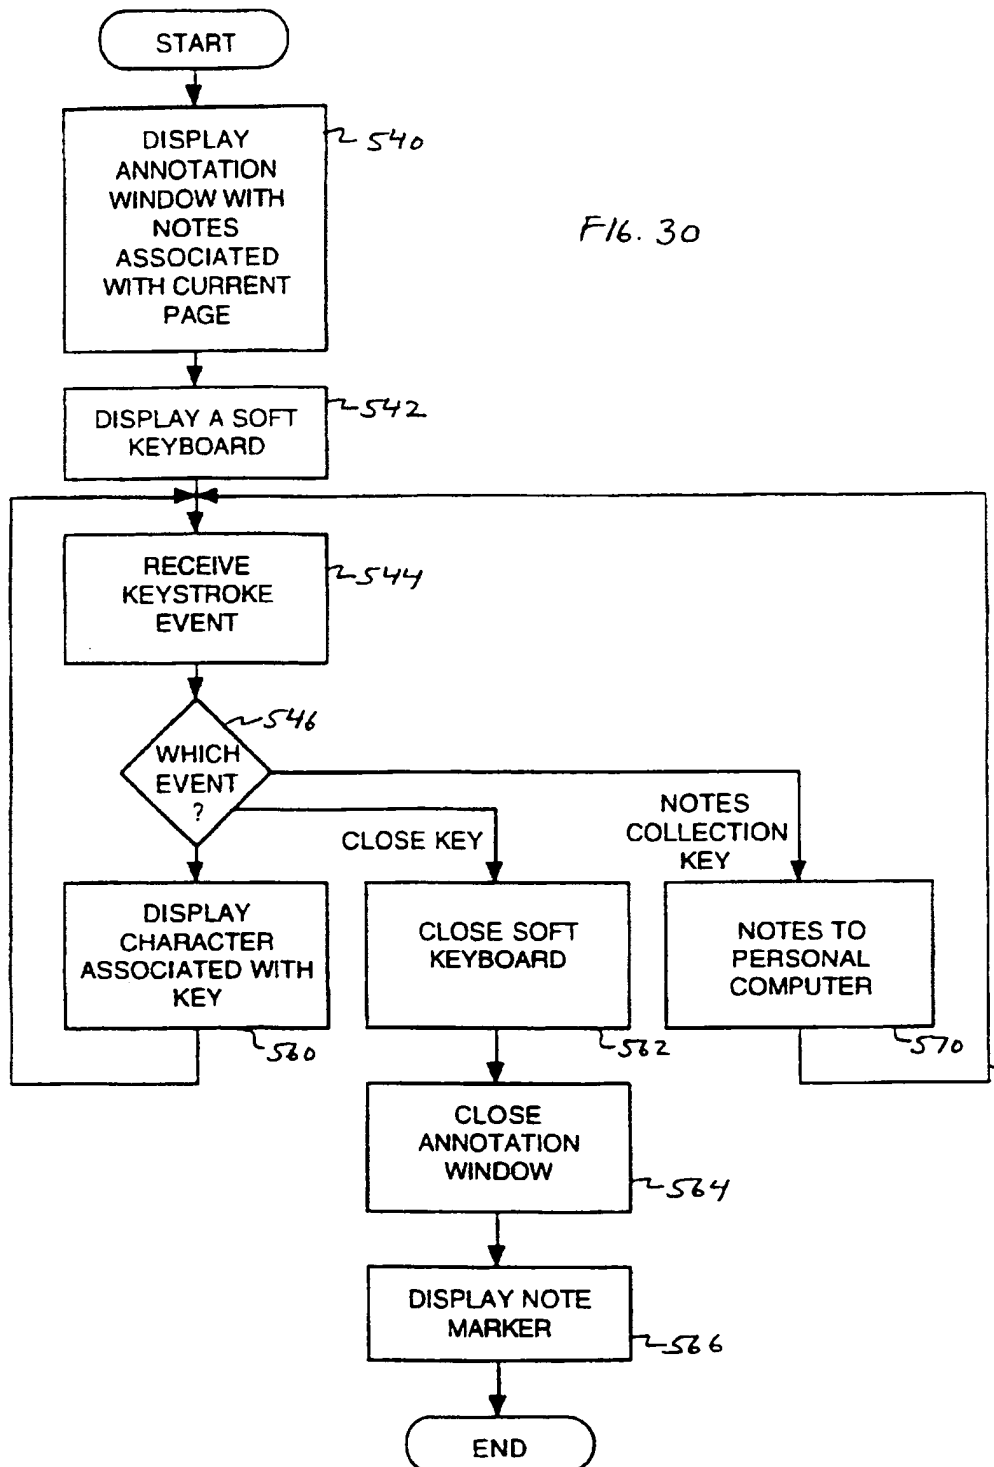 START
DISPLAY
ANNOTATION
WINDOW WITH
NOTES
ASSOCIATED
WITH CURRENT
PAGE
540
FIG. 30
DISPLAY A SOFT
KEYBOARD
542
RECEIVE
KEYSTROKE
EVENT
544
WHICH
EVENT
?
546
CLOSE KEY
NOTES
COLLECTION
KEY
DISPLAY
CHARACTER
ASSOCIATED WITH
KEY
560
CLOSE SOFT
KEYBOARD
562
NOTES TO
PERSONAL
COMPUTER
570
CLOSE
ANNOTATION
WINDOW
564
DISPLAY NOTE
MARKER
566
END